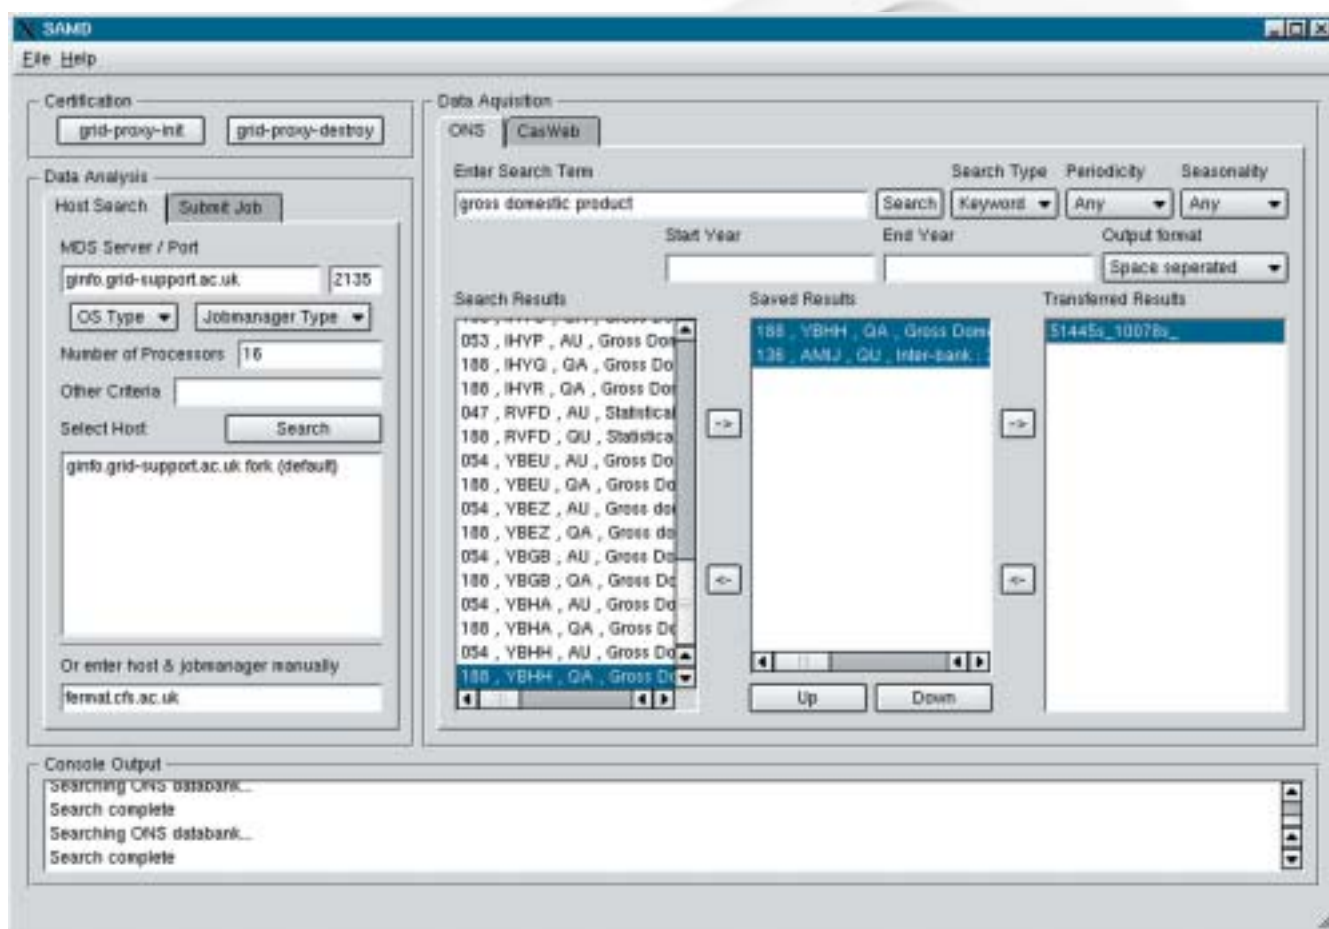 SAMD
File Help
Certification
grid-proxy-init grid-proxy-destroy
Data Analysis
Host Search Submit Job
MDS Server / Port
ginfo.grid-support.ac.uk 2135
OS Type Jobmanager Type
Number of Processors 16
Other Criteria
Select Host Search
ginfo.grid-support.ac.uk fork (default)
Or enter host & jobmanager manually
fermat.cfs.ac.uk
Data Aquisition
ONS CasWeb
Enter Search Term Search Type Periodicity Seasonality
gross domestic product Search Keyword Any Any
Start Year End Year Output format
Space seperated
Search Results
053 , IHYP , AU , Gross Don
188 , IHYQ , QA , Gross Do
188 , IHYR , QA , Gross Dor
047 , RVFD , AU , Statistical
188 , RVFD , QU , Statistica
054 , YBEU , AU , Gross Do
188 , YBEU , QA , Gross Do
054 , YBEZ , AU , Gross dor
188 , YBEZ , QA , Gross do
054 , YBGB , AU , Gross Do
188 , YBGB , QA , Gross Do
054 , YBHA , AU , Gross Do
188 , YBHA , QA , Gross Do
054 , YBHH , AU , Gross Do
188 , YBHH , QA , Gross Do
->
<-
Saved Results
188 , YBHH , QA , Gross Dome
136 , AMIJ , QU , Inter-bank :
Up Down
->
<-
Transferred Results
51445s_10078s_
Console Output
Searching ONS databank...
Search complete
Searching ONS databank...
Search complete